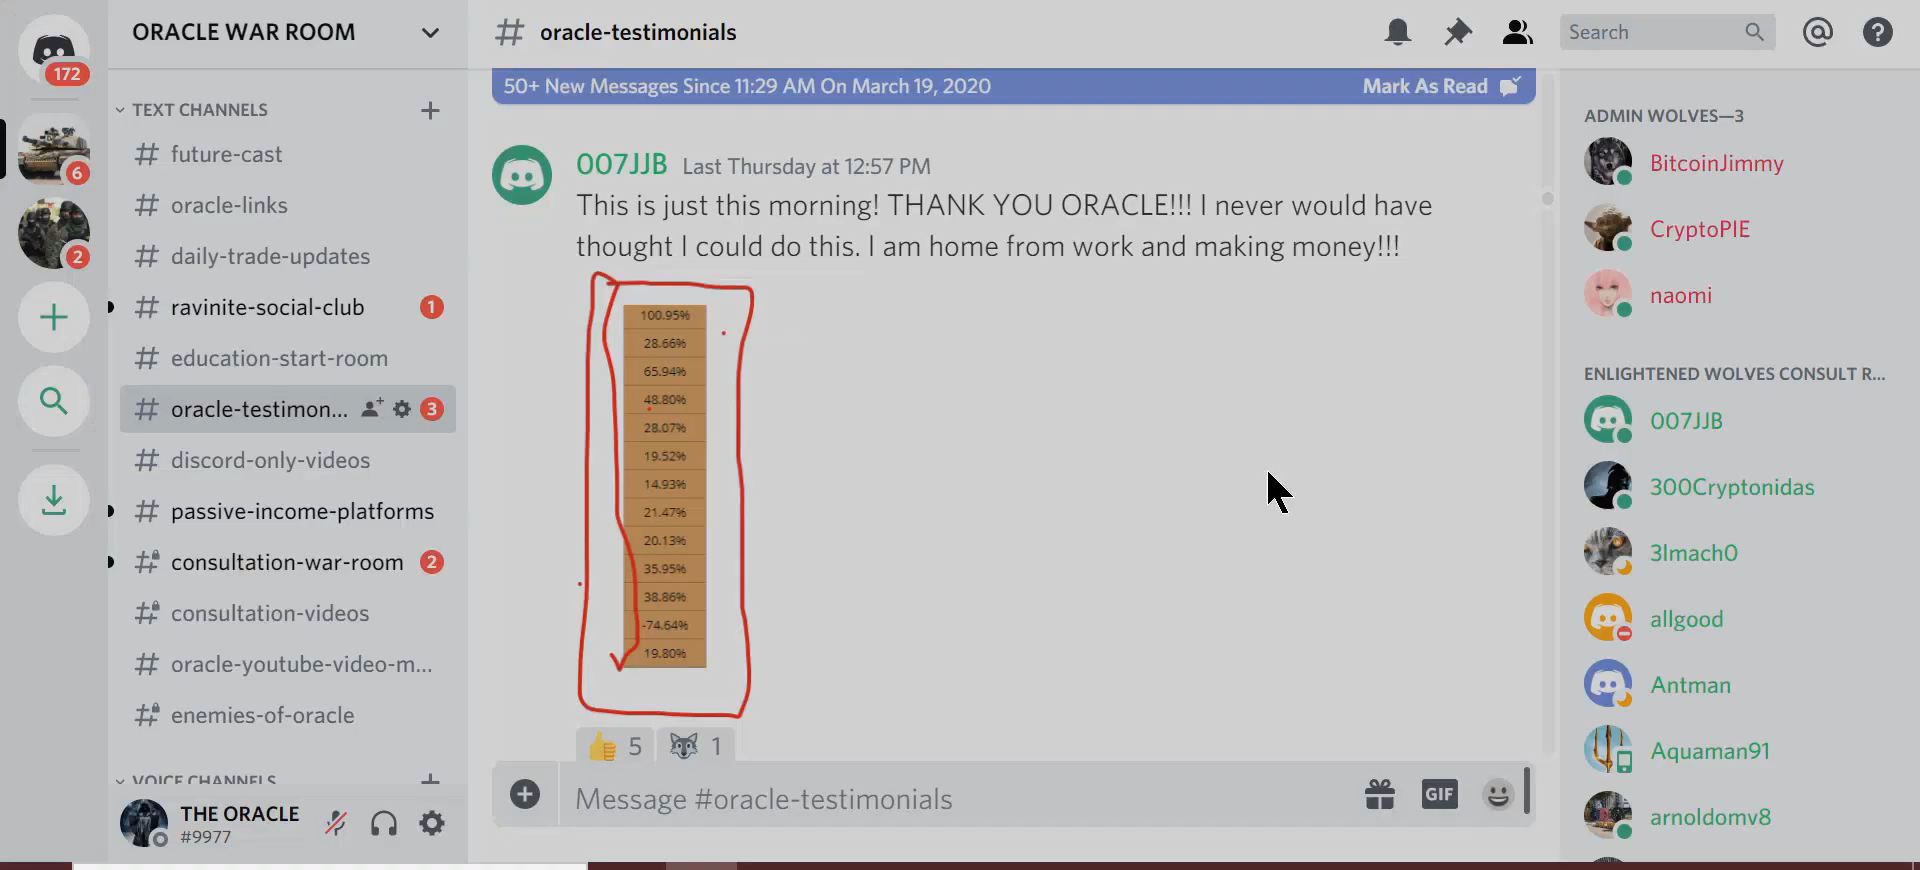 172
6
2
ORACLE WAR ROOM
TEXT CHANNELS
future-cast
oracle-links
daily-trade-updates
ravinite-social-club 1
education-start-room
oracle-testimon... 3
discord-only-videos
passive-income-platforms
consultation-war-room 2
consultation-videos
oracle-youtube-video-m...
enemies-of-oracle
VOICE CHANNELS
THE ORACLE
#9977
# oracle-testimonials
Search
50+ New Messages Since 11:29 AM On March 19, 2020 Mark As Read
007JJB Last Thursday at 12:57 PM
This is just this morning! THANK YOU ORACLE!!! I never would have
thought I could do this. I am home from work and making money!!!
100.95%
28.66%
65.94%
48.80%
28.07%
19.52%
14.93%
21.47%
20.13%
35.95%
38.86%
-74.64%
19.80%
5 1
Message #oracle-testimonials
GIF
ADMIN WOLVES—3
BitcoinJimmy
CryptoPIE
naomi
ENLIGHTENED WOLVES CONSULT R...
007JJB
300Cryptonidas
3lmach0
allgood
Antman
Aquaman91
arnoldomv8